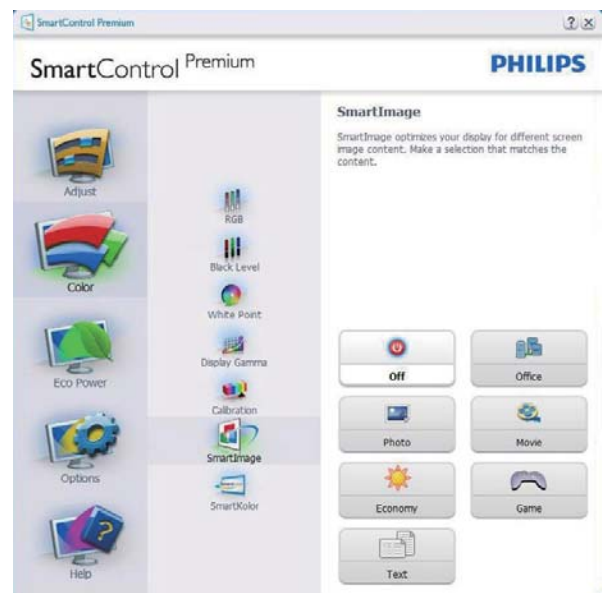 SmartControl Premium
? x
SmartControl Premium
PHILIPS
Adjust
Color
Eco Power
Options
Help
RGB
Black Level
White Point
Display Gamma
Calibration
SmartImage
SmartKolor
SmartImage
SmartImage optimizes your display for different screen
image content. Make a selection that matches the
content.
Off
Office
Photo
Movie
Economy
Game
Text